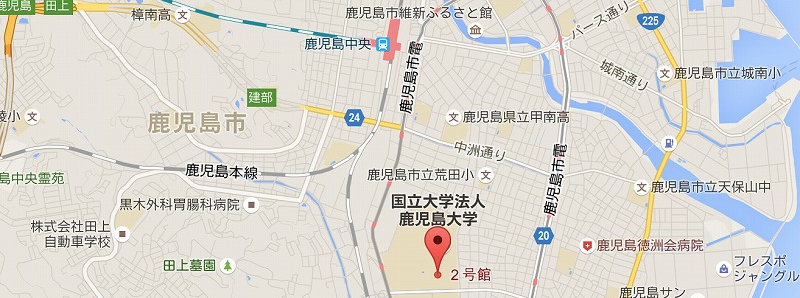 鹿児島
田上
樟南高
鹿児島市維新ふるさと館
225
パース通り
鹿児島中央
鹿児島市電
城南通り
鹿児島市立城南小
建部
24
鹿児島市
鹿児島県立甲南高
中洲通り
鹿児島本線
島中央霊苑
鹿児島市立荒田小
鹿児島市電
鹿児島市立天保山中
黒木外科胃腸科病院
国立大学法人
鹿児島大学
株式会社田上
自動車学校
20
鹿児島徳洲会病院
田上墓園
2号館
フレスポ
ジャングル
鹿児島サン